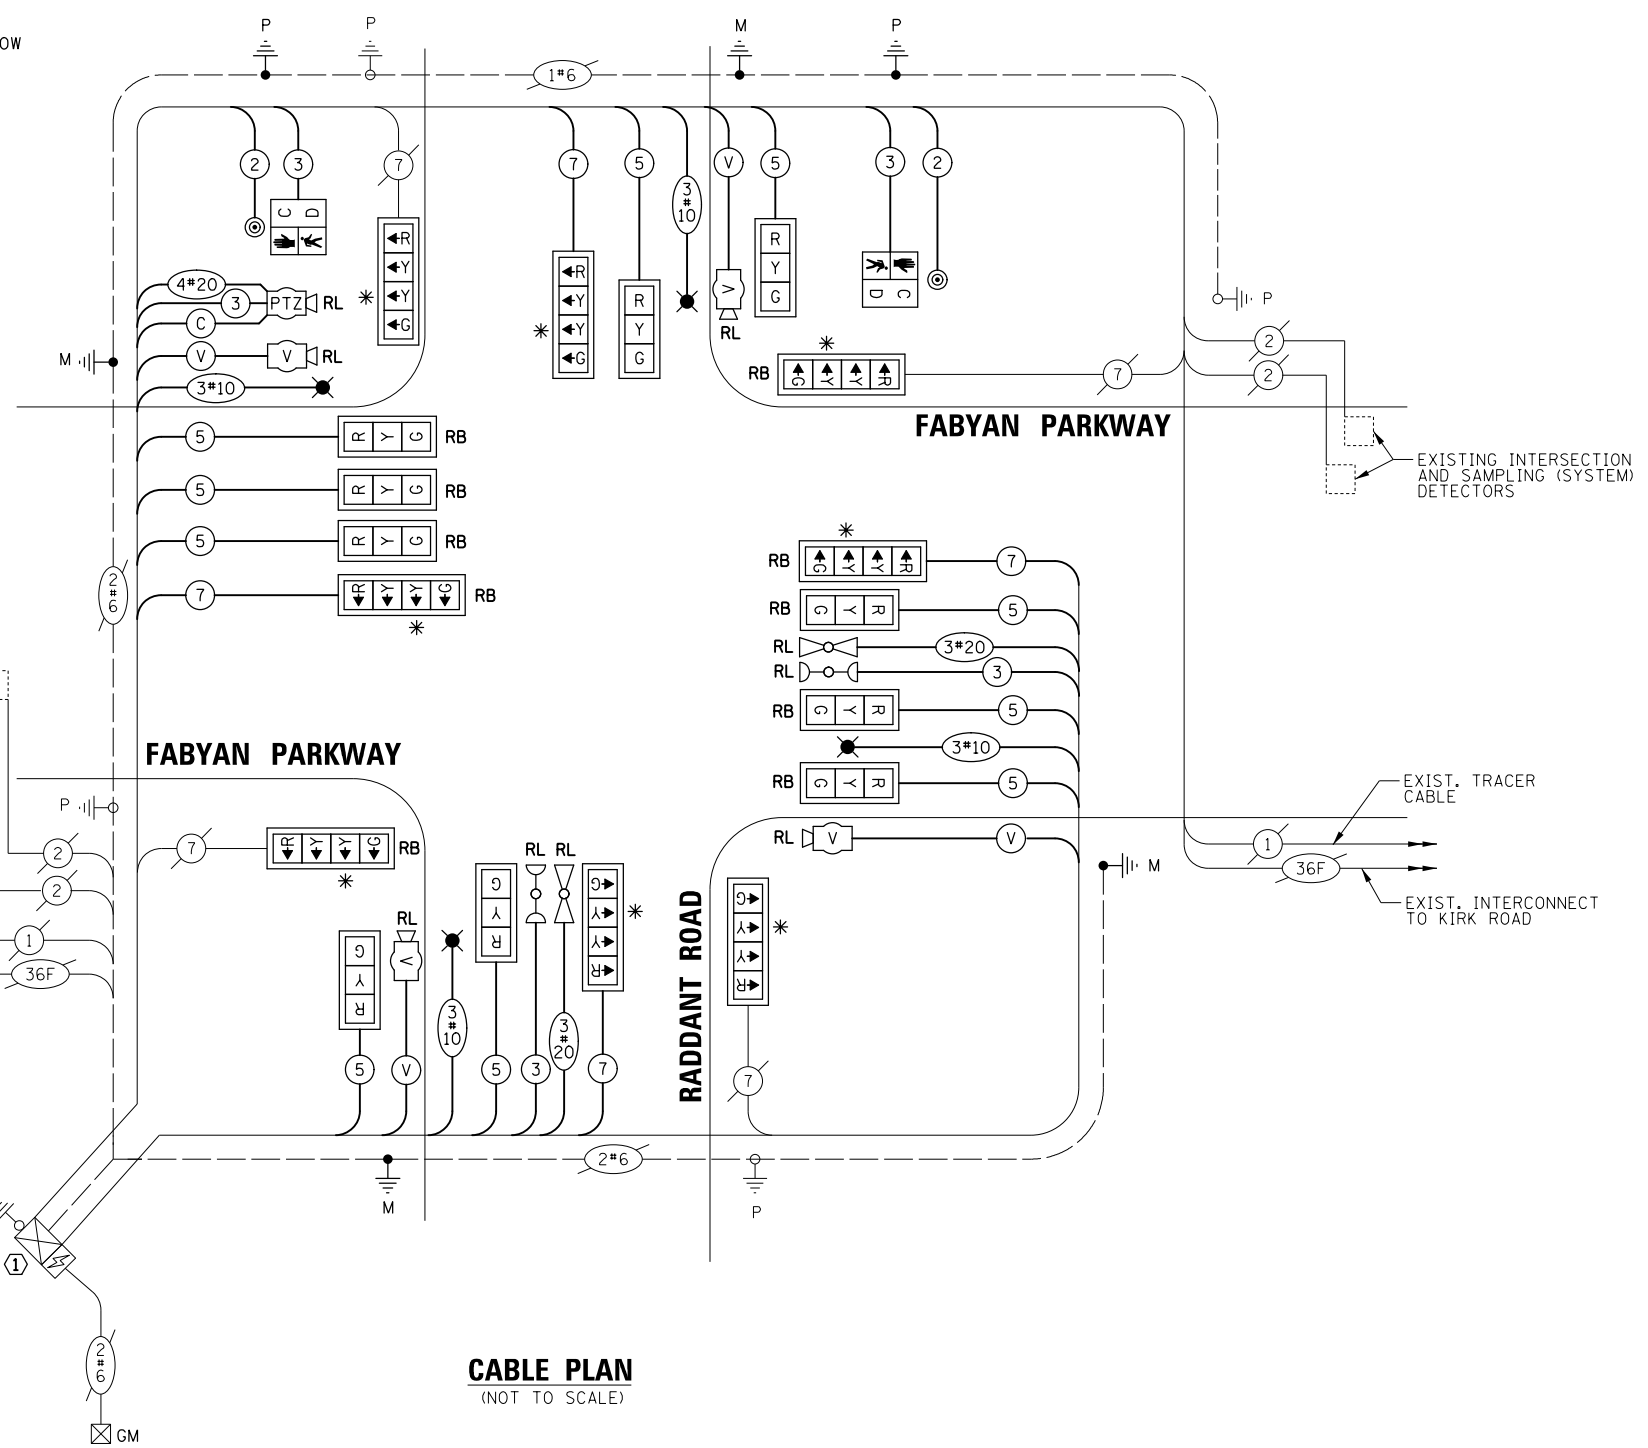 OW
P
P
M
P
1#6
2
3
7
7
5
3
#
10
V
5
3
2
C D
R
Y
Y
G
R
Y
Y
G
R
Y
G
V
RL
R
Y
G
D C
P
4#20
3
PTZ
RL
C
M
V
V
RL
3#10
RB
G Y Y R
7
2
2
FABYAN PARKWAY
5
R Y G
RB
5
R Y G
RB
5
R Y G
RB
7
R Y Y G
RB
2
#
6
EXISTING INTERSECTION
AND SAMPLING (SYSTEM)
DETECTORS
RB
G Y Y R
7
RB
G Y R
5
RL
3#20
RL
3
RB
G Y R
5
3#10
RB
G Y R
5
RL
V
V
FABYAN PARKWAY
P
7
R Y Y G
RB
2
2
1
36F
EXIST. TRACER
CABLE
1
36F
EXIST. INTERCONNECT
TO KIRK ROAD
M
RL
V
G
Y
R
G
Y
R
RL RL
G
Y
Y
R
G
Y
Y
R
RADDANT ROAD
3
#
10
3
#
20
5
V
5
3
7
7
2#6
M
P
1
2
#
6
GM
CABLE PLAN
(NOT TO SCALE)